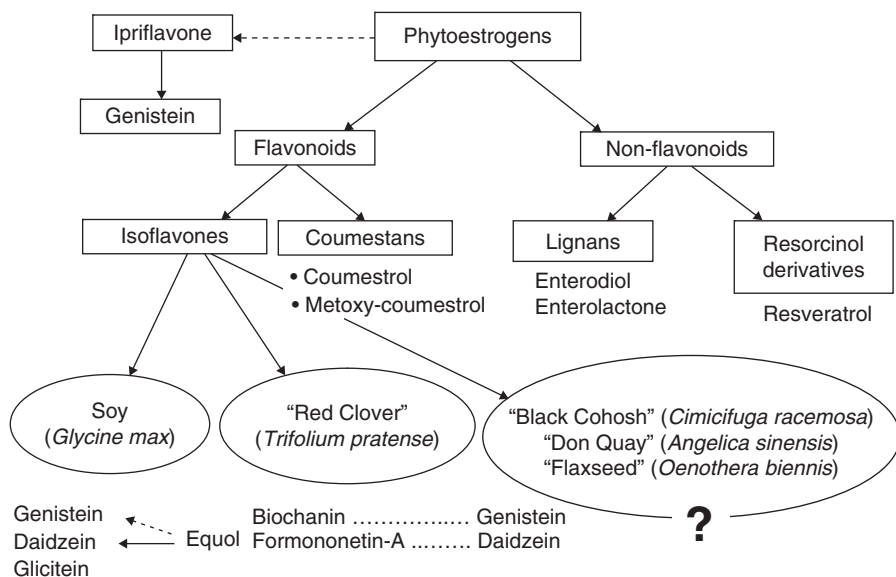 Ipriflavone
Phytoestrogens
Genistein
Flavonoids
Non-flavonoids
Isoflavones
Coumestans
Lignans
Resorcinol
derivatives
• Coumestrol
• Metoxy-coumestrol
Enterodiol
Enterolactone
Resveratrol
Soy
(Glycine max)
“Red Clover”
(Trifolium pratense)
“Black Cohosh” (Cimicifuga racemosa)
“Don Quay” (Angelica sinensis)
“Flaxseed” (Oenothera biennis)
?
Genistein
Daidzein
Glicitein
Equol
Biochanin .................. Genistein
Formononetin-A .......... Daidzein